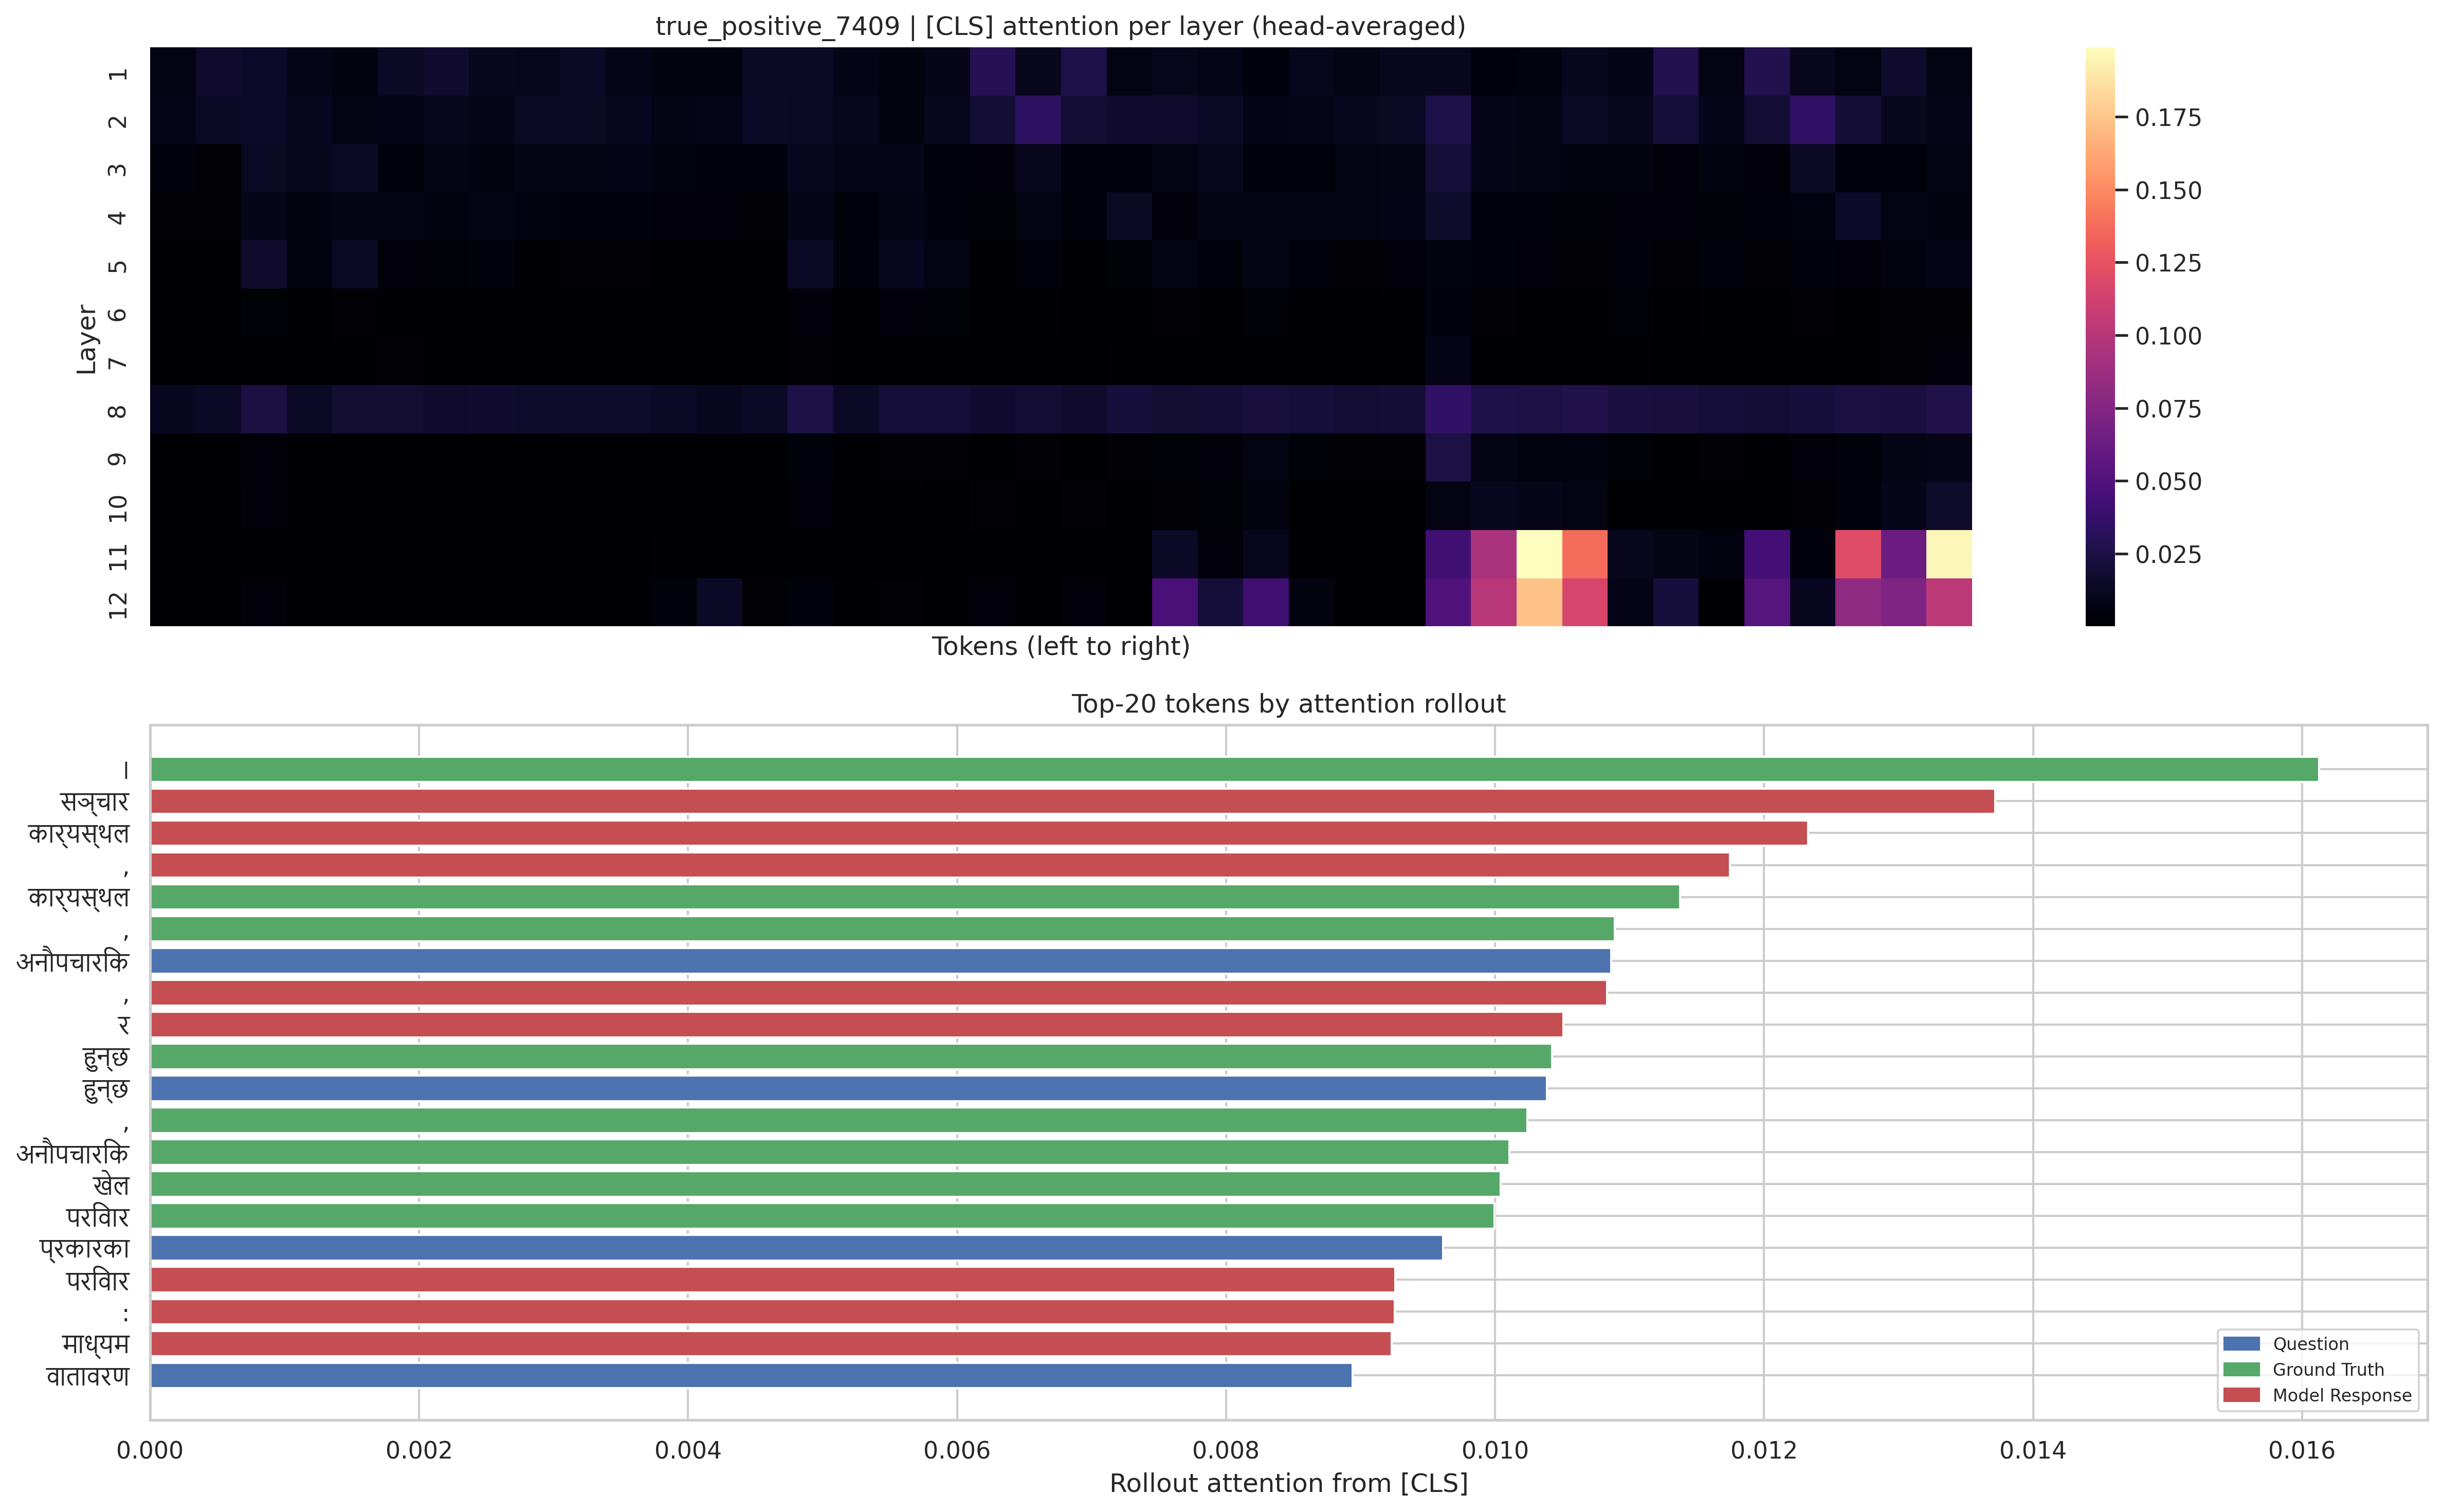 true_positive_7409 | [CLS] attention per layer (head-averaged)
Layer
1
2
3
4
5
6
7
8
9
10
11
12
Tokens (left to right)
0.175
0.150
0.125
0.100
0.075
0.050
0.025
Top-20 tokens by attention rollout
।
सञ्चार
कार्यस्थल
,
कार्यस्थल
,
अनौपचारिक
,
र
हुन्छ
हुन्छ
,
अनौपचारिक
खेल
परिवार
प्रकारका
परिवार
:
माध्यम
वातावरण
Question
Ground Truth
Model Response
0.000 0.002 0.004 0.006 0.008 0.010 0.012 0.014 0.016
Rollout attention from [CLS]